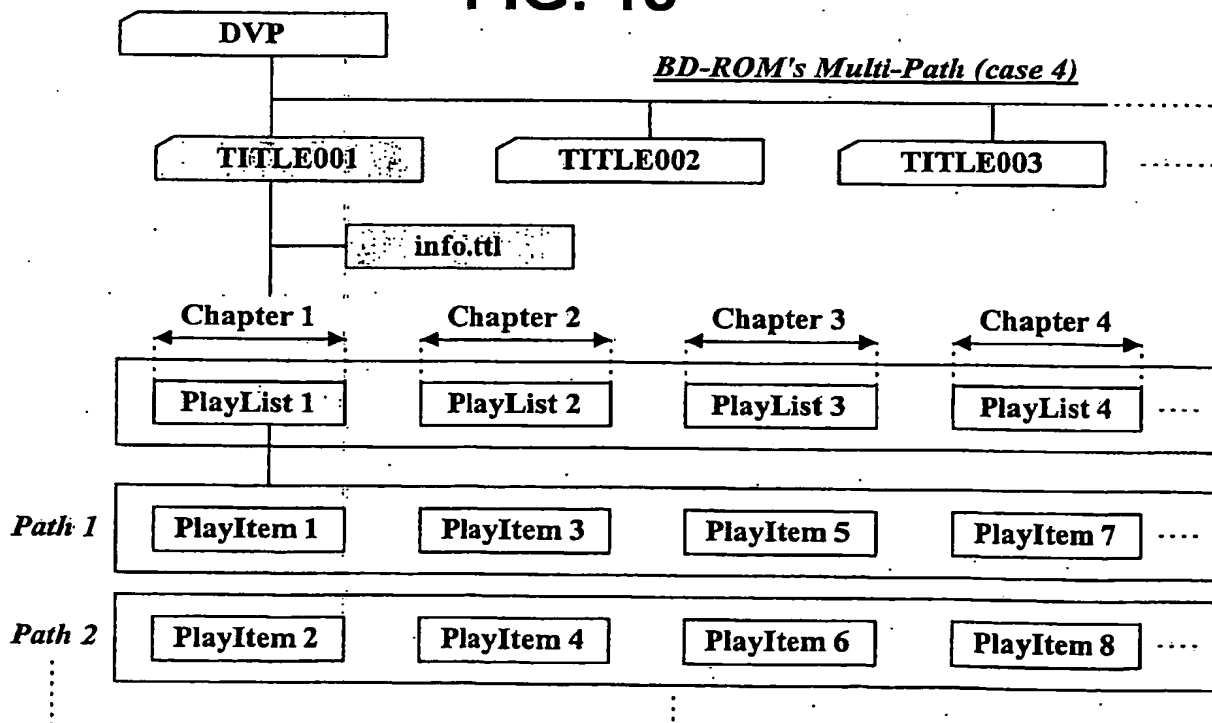 DVP
BD-ROM's Multi-Path (case 4)
TITLE001 TITLE002 TITLE003
info.ttl
Chapter 1 Chapter 2 Chapter 3 Chapter 4
PlayList 1 PlayList 2 PlayList 3 PlayList 4
Path 1 PlayItem 1 PlayItem 3 PlayItem 5 PlayItem 7
Path 2 PlayItem 2 PlayItem 4 PlayItem 6 PlayItem 8